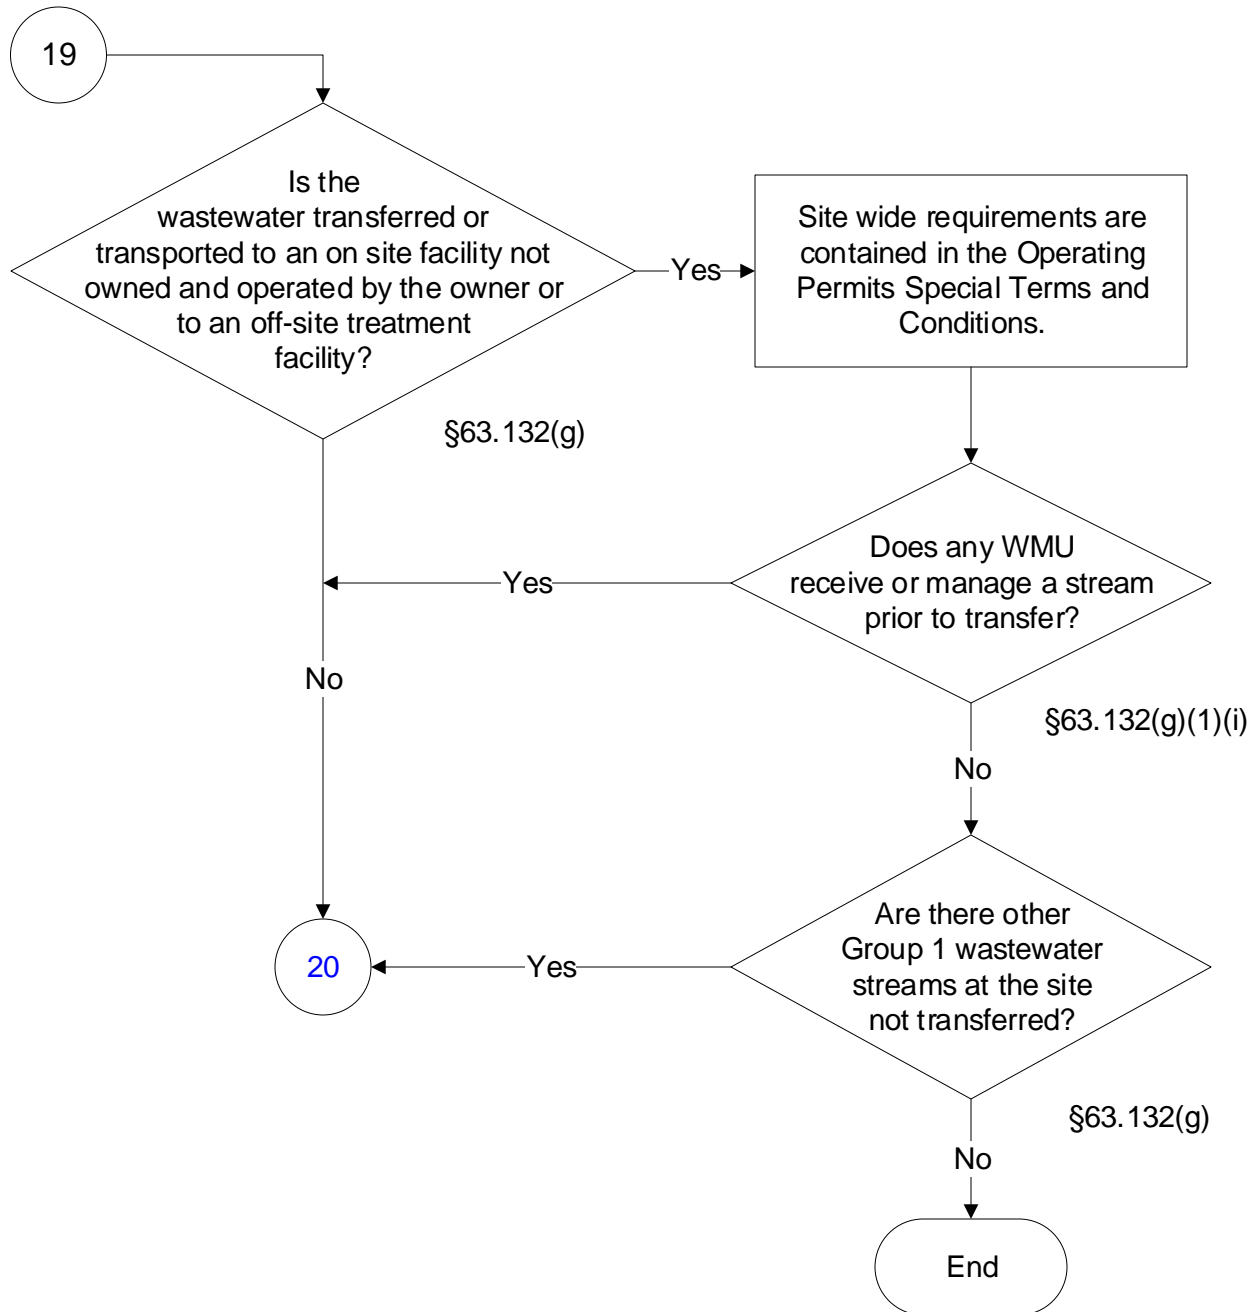 19
Is the
wastewater transferred or
transported to an on site facility not
owned and operated by the owner or
to an off-site treatment
facility?
§63.132(g)
Yes
Site wide requirements are
contained in the Operating
Permits Special Terms and
Conditions.
Does any WMU
receive or manage a stream
prior to transfer?
§63.132(g)(1)(i)
Yes
No
No
Are there other
Group 1 wastewater
streams at the site
not transferred?
§63.132(g)
Yes
20
No
End